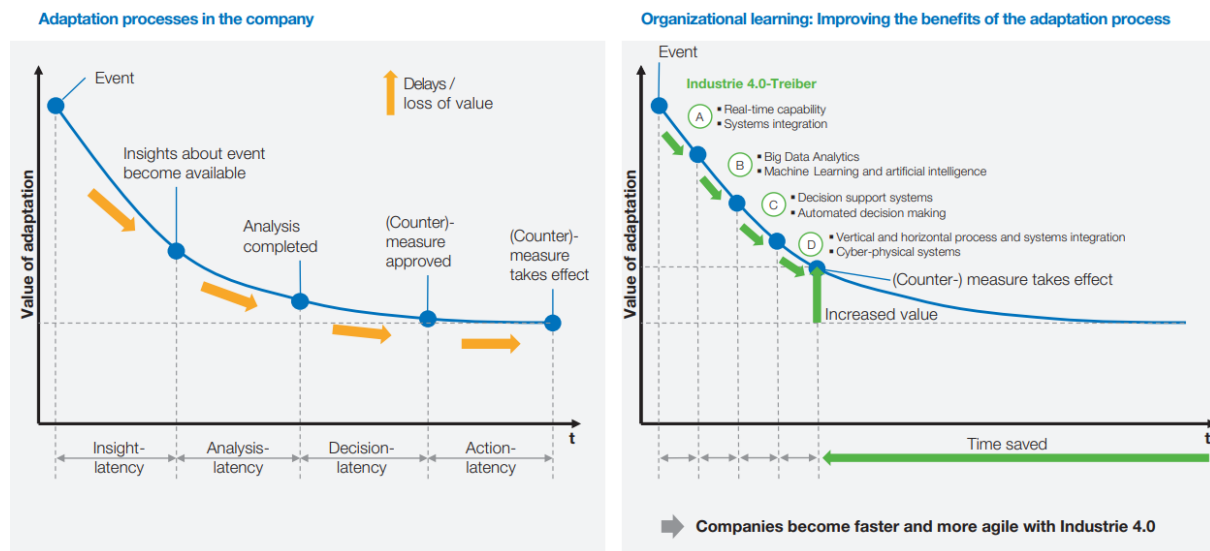 Adaptation processes in the company
Value of adaptation
Event
Delays /
loss of value
Insights about event
become available
Analysis
completed
(Counter)-
measure
approved
(Counter)-
measure
takes effect
t
Insight-
latency
Analysis-
latency
Decision-
latency
Action-
latency
Organizational learning: Improving the benefits of the adaptation process
Value of adaptation
Event
Industrie 4.0-Treiber
A
▪ Real-time capability
▪ Systems integration
B
▪ Big Data Analytics
▪ Machine Learning and artificial intelligence
C
▪ Decision support systems
▪ Automated decision making
D
▪ Vertical and horizontal process and systems integration
▪ Cyber-physical systems
(Counter-) measure takes effect
Increased value
t
Time saved
Companies become faster and more agile with Industrie 4.0